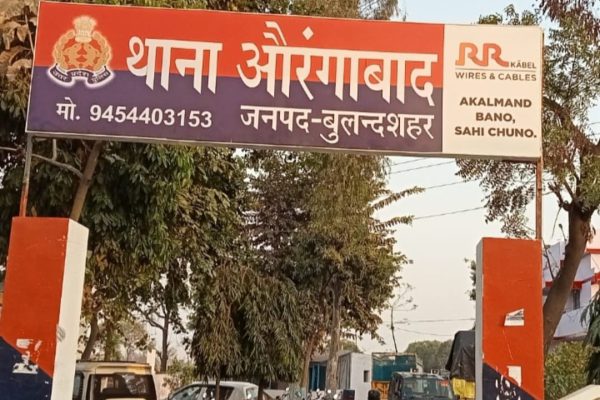 थाना औरंगाबाद
मो. 9454403153
जनपद-बुलन्दशहर
RR KABEL
WIRES & CABLES
AKALMAND
BANO,
SAHI CHUNO.